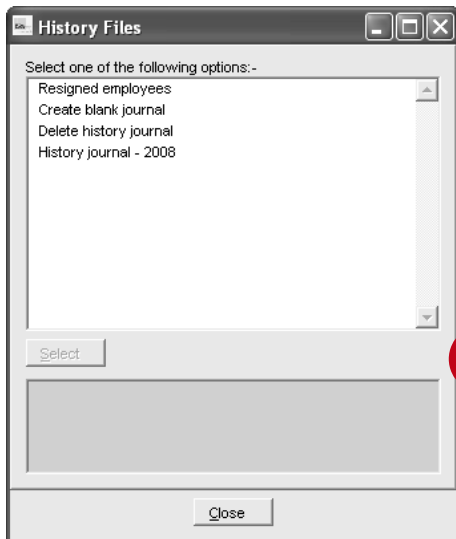 History Files
Select one of the following options:-
Resigned employees
Create blank journal
Delete history journal
History journal - 2008
Select
Close